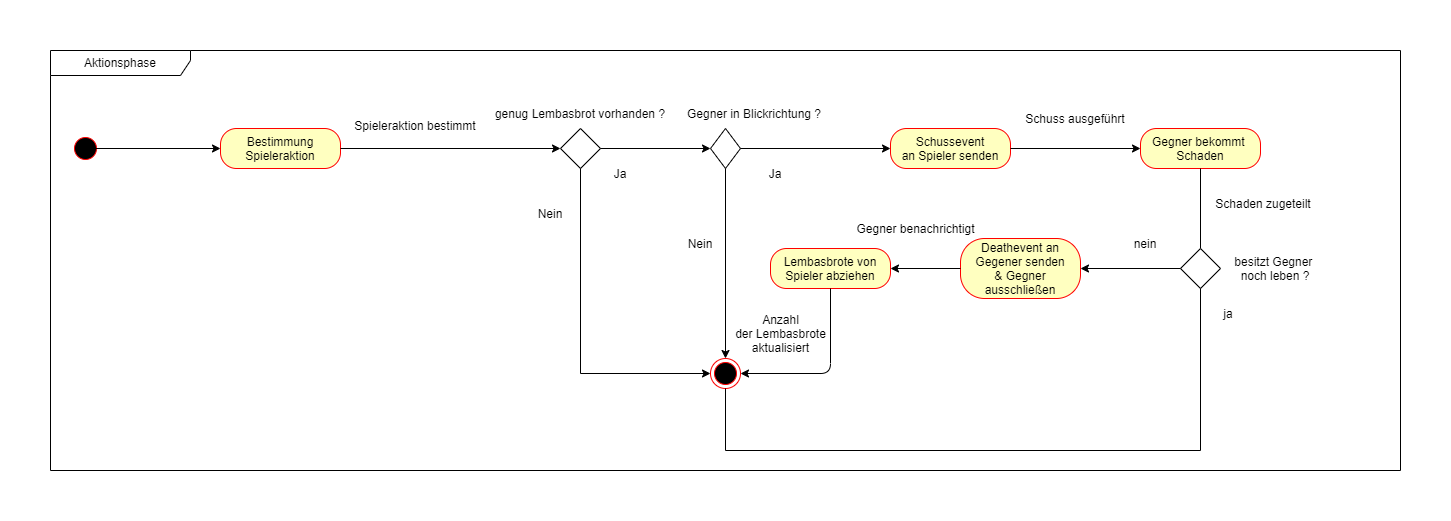 Aktionsphase
genug Lembasbrot vorhanden ?
Gegner in Blickrichtung ?
Spieleraktion bestimmt
Schuss ausgeführt
Bestimmung
Spieleraktion
Schussevent
an Spieler senden
Gegner bekommt
Schaden
Ja
Ja
Nein
Schaden zugeteilt
Gegner benachrichtigt
Nein
nein
Lembasbrote von
Spieler abziehen
Deathevent an
Gegener senden
& Gegner
ausschließen
besitzt Gegner
noch leben ?
ja
Anzahl
der Lembasbrote
aktualisiert